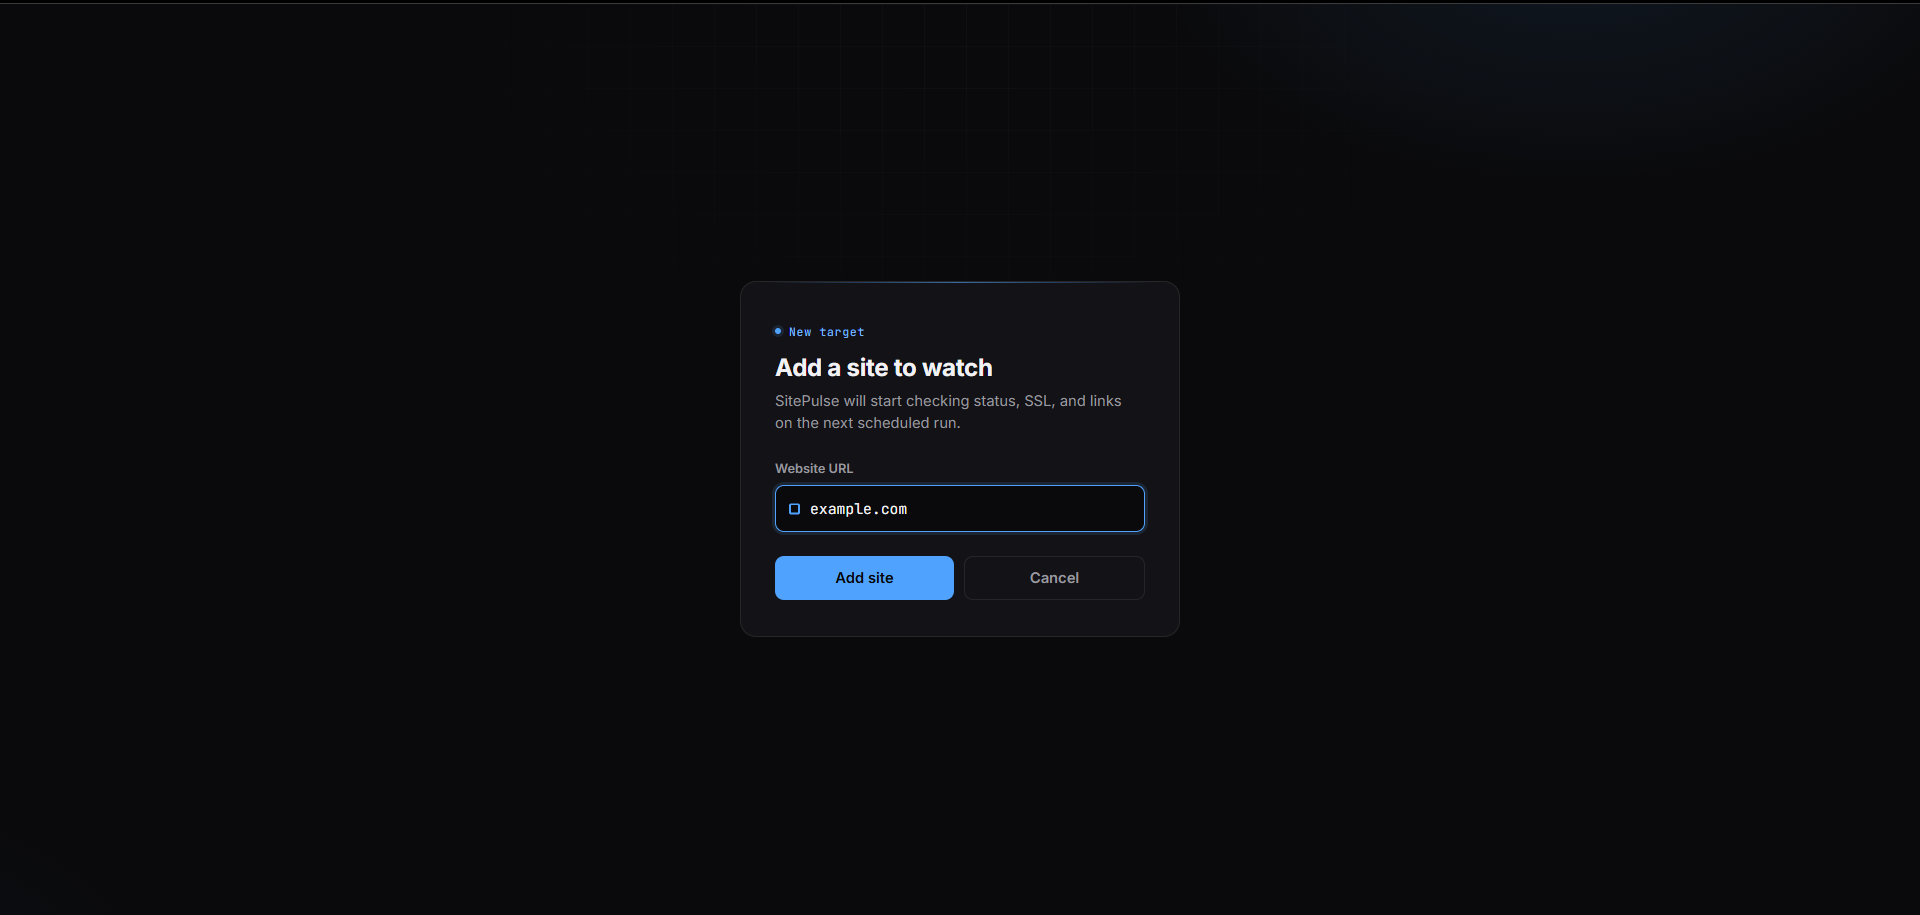 New target
Add a site to watch
SitePulse will start checking status, SSL, and links
on the next scheduled run.
Website URL
example.com
Add site
Cancel